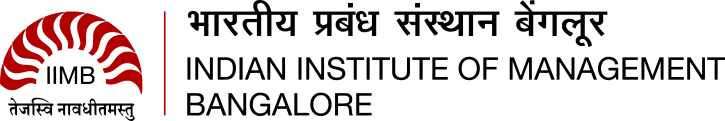 IIMB
तेजस्वि नावधीतमस्तु
भारतीय प्रबंध संस्थान बेंगलूर
INDIAN INSTITUTE OF MANAGEMENT
BANGALORE